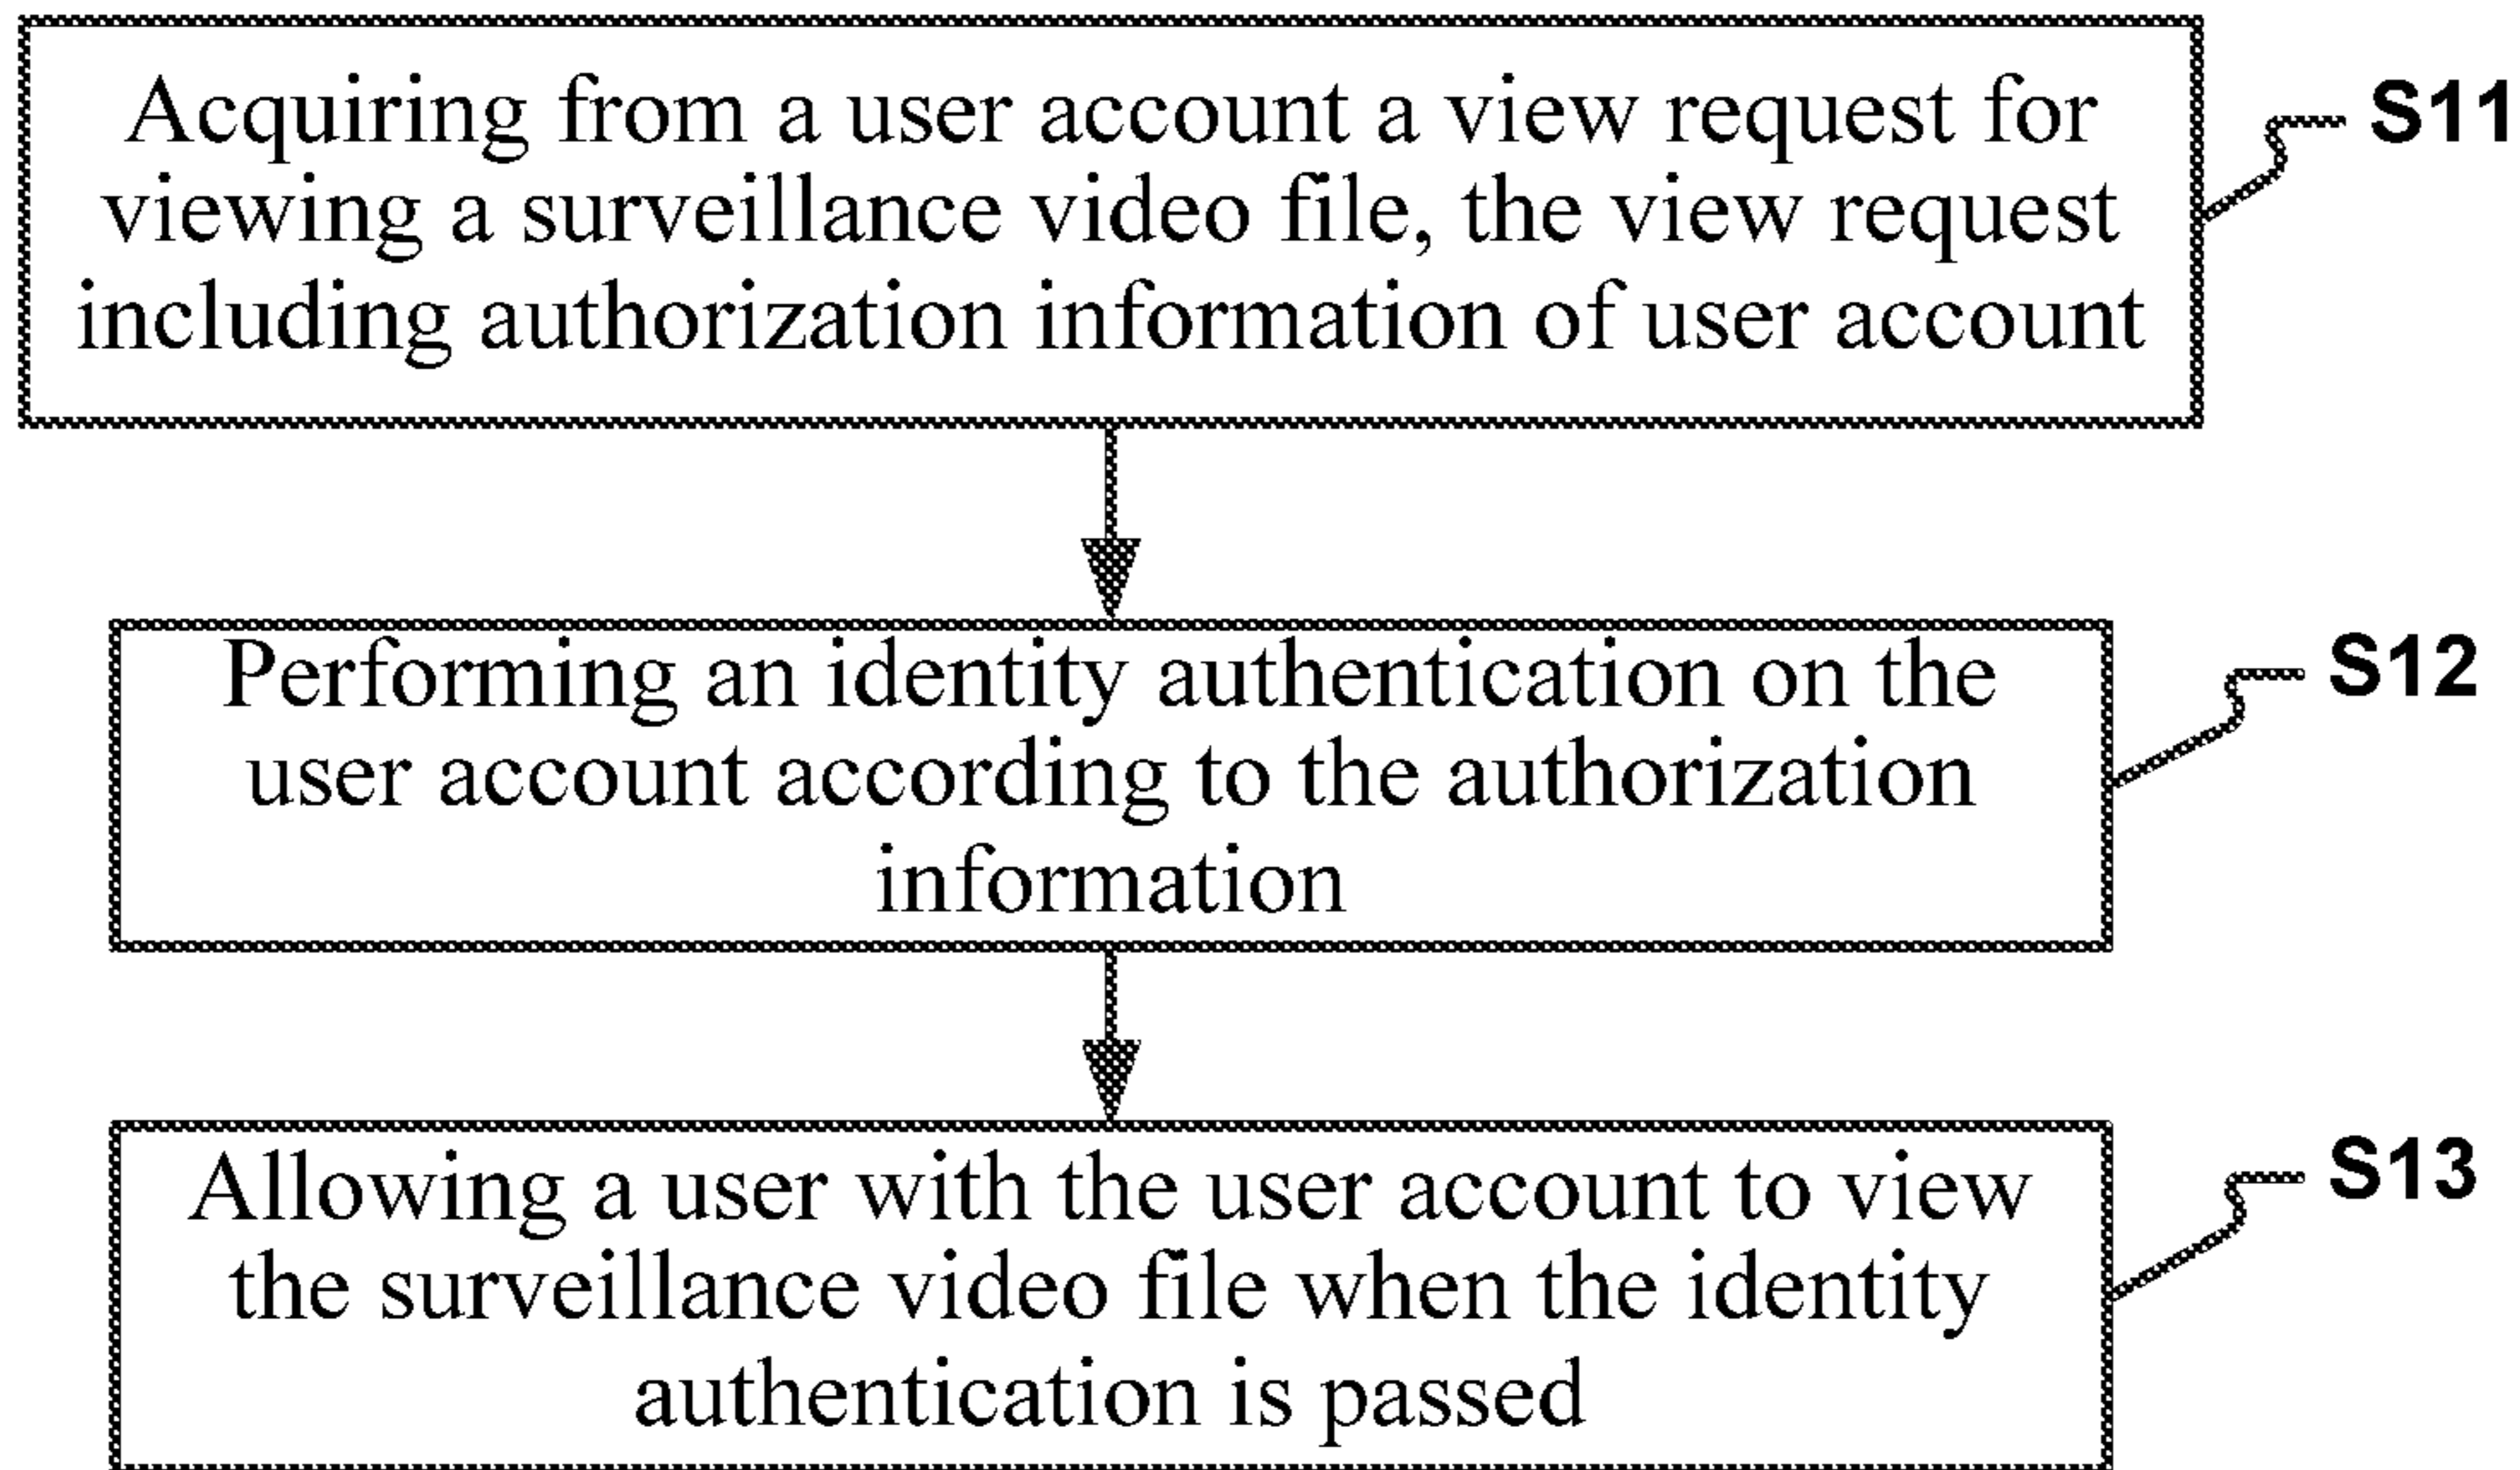 Acquiring from a user account a view request for
viewing a surveillance video file, the view request
including authorization information of user account
S11
Performing an identity authentication on the
user account according to the authorization
information
S12
Allowing a user with the user account to view
the surveillance video file when the identity
authentication is passed
S13